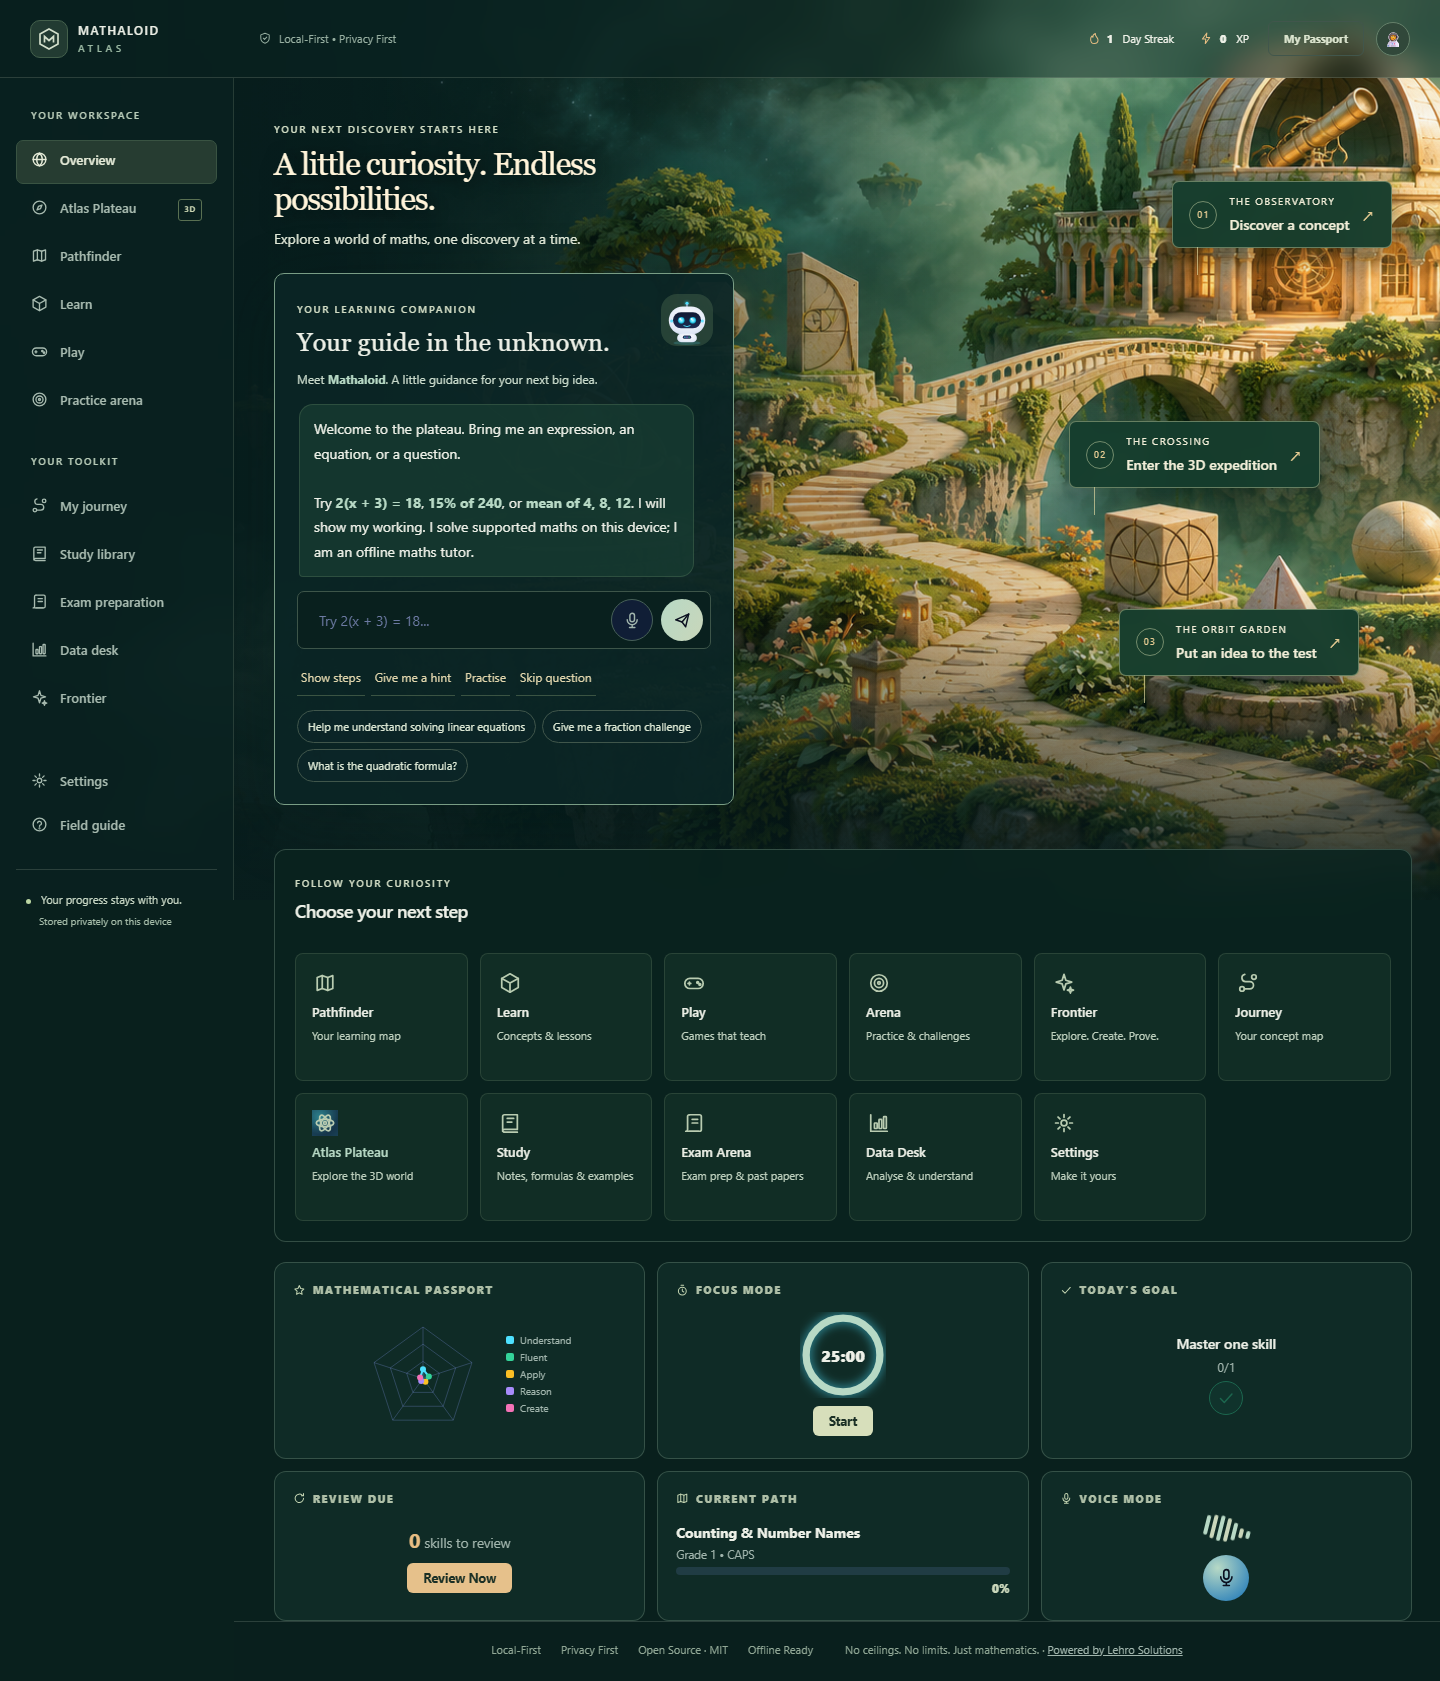 MATHALOID
ATLAS
Local-First • Privacy First
1 Day Streak
0 XP
My Passport
YOUR WORKSPACE
Overview
Atlas Plateau
3D
Pathfinder
Learn
Play
Practice arena
YOUR TOOLKIT
My journey
Study library
Exam preparation
Data desk
Frontier
Settings
Field guide
Your progress stays with you.
Stored privately on this device
YOUR NEXT DISCOVERY STARTS HERE
A little curiosity. Endless
possibilities.
Explore a world of maths, one discovery at a time.
YOUR LEARNING COMPANION
Your guide in the unknown.
Meet Mathaloid. A little guidance for your next big idea.
Welcome to the plateau. Bring me an expression, an
equation, or a question.
Try 2(x + 3) = 18, 15% of 240, or mean of 4, 8, 12. I will
show my working. I solve supported maths on this device; I
am an offline maths tutor.
Try 2(x + 3) = 18...
Show steps
Give me a hint
Practise
Skip question
Help me understand solving linear equations
Give me a fraction challenge
What is the quadratic formula?
01
THE OBSERVATORY
Discover a concept ↗
02
THE CROSSING
Enter the 3D expedition ↗
03
THE ORBIT GARDEN
Put an idea to the test ↗
FOLLOW YOUR CURIOSITY
Choose your next step
Pathfinder
Your learning map
Learn
Concepts & lessons
Play
Games that teach
Arena
Practice & challenges
Frontier
Explore. Create. Prove.
Journey
Your concept map
Atlas Plateau
Explore the 3D world
Study
Notes, formulas & examples
Exam Arena
Exam prep & past papers
Data Desk
Analyse & understand
Settings
Make it yours
MATHEMATICAL PASSPORT
Understand
Fluent
Apply
Reason
Create
FOCUS MODE
25:00
Start
TODAY'S GOAL
Master one skill
0/1
REVIEW DUE
0 skills to review
Review Now
CURRENT PATH
Counting & Number Names
Grade 1 • CAPS
0%
VOICE MODE
Local-First
Privacy First
Open Source · MIT
Offline Ready
No ceilings. No limits. Just mathematics. · Powered by Lehro Solutions